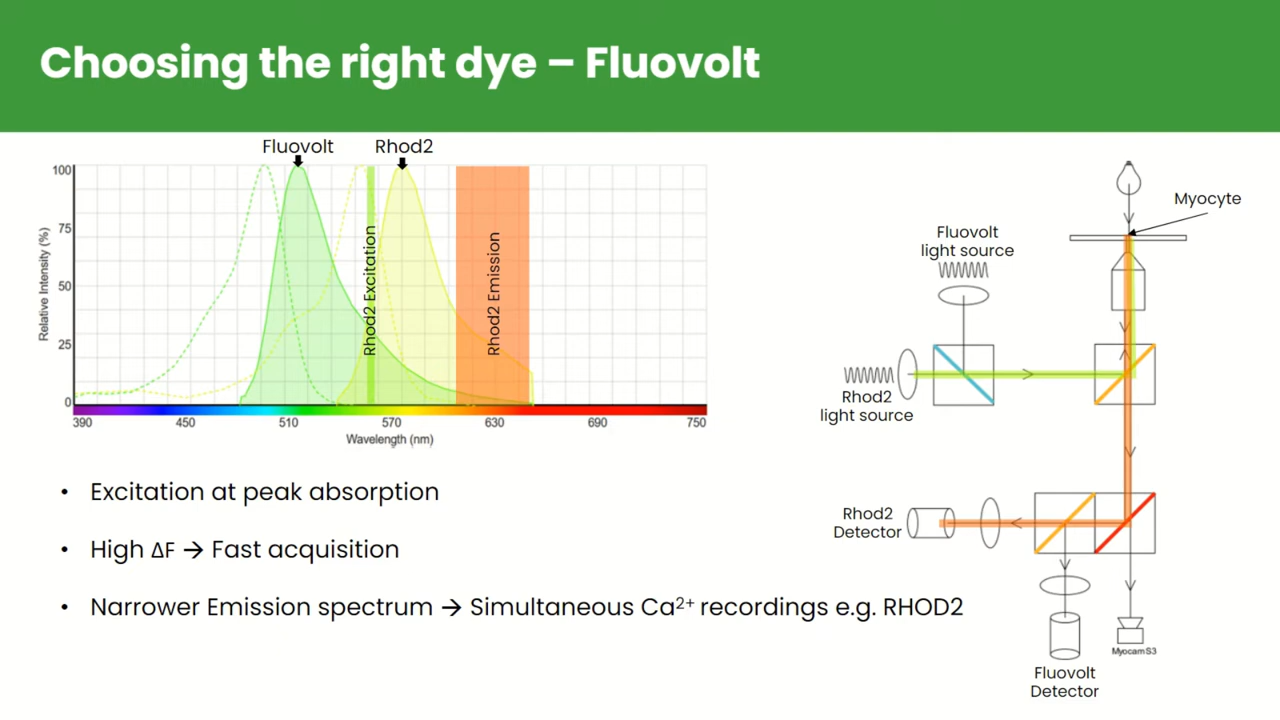 Choosing the right dye – Fluovolt
Fluovolt
Rhod2
100
75
50
25
0
Relative Intensity (%)
Rhod2 Excitation
Rhod2 Emission
390
450
510
570
630
690
750
Wavelength (nm)
Myocyte
Fluovolt
light source
Rhod2
light source
Rhod2
Detector
Myocam S3
Fluovolt
Detector
• Excitation at peak absorption
• High ΔF → Fast acquisition
• Narrower Emission spectrum → Simultaneous Ca²⁺ recordings e.g. RHOD2